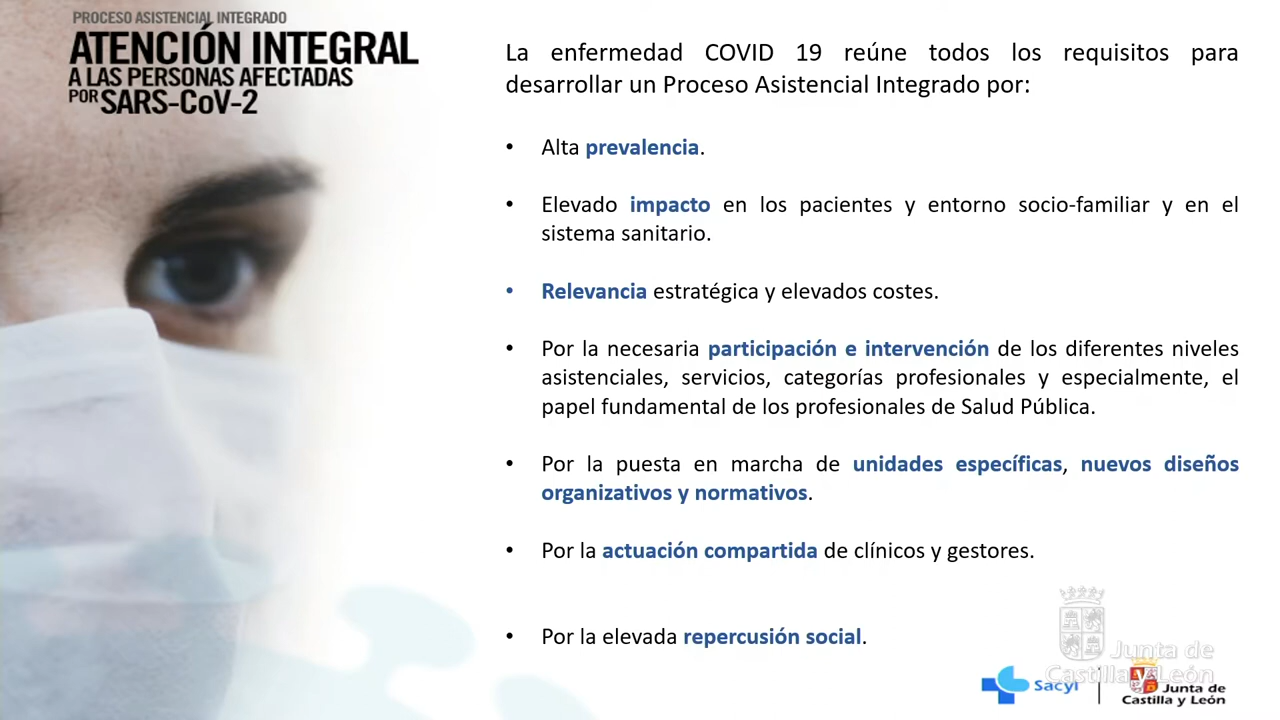 PROCESO ASISTENCIAL INTEGRADO
ATENCIÓN INTEGRAL
A LAS PERSONAS AFECTADAS
POR SARS-CoV-2
La enfermedad COVID 19 reúne todos los requisitos para
desarrollar un Proceso Asistencial Integrado por:
• Alta prevalencia.
• Elevado impacto en los pacientes y entorno socio-familiar y en el
sistema sanitario.
• Relevancia estratégica y elevados costes.
• Por la necesaria participación e intervención de los diferentes niveles
asistenciales, servicios, categorías profesionales y especialmente, el
papel fundamental de los profesionales de Salud Pública.
• Por la puesta en marcha de unidades específicas, nuevos diseños
organizativos y normativos.
• Por la actuación compartida de clínicos y gestores.
• Por la elevada repercusión social.
Junta de
Castilla y León
Sacyl
Junta de
Castilla y León